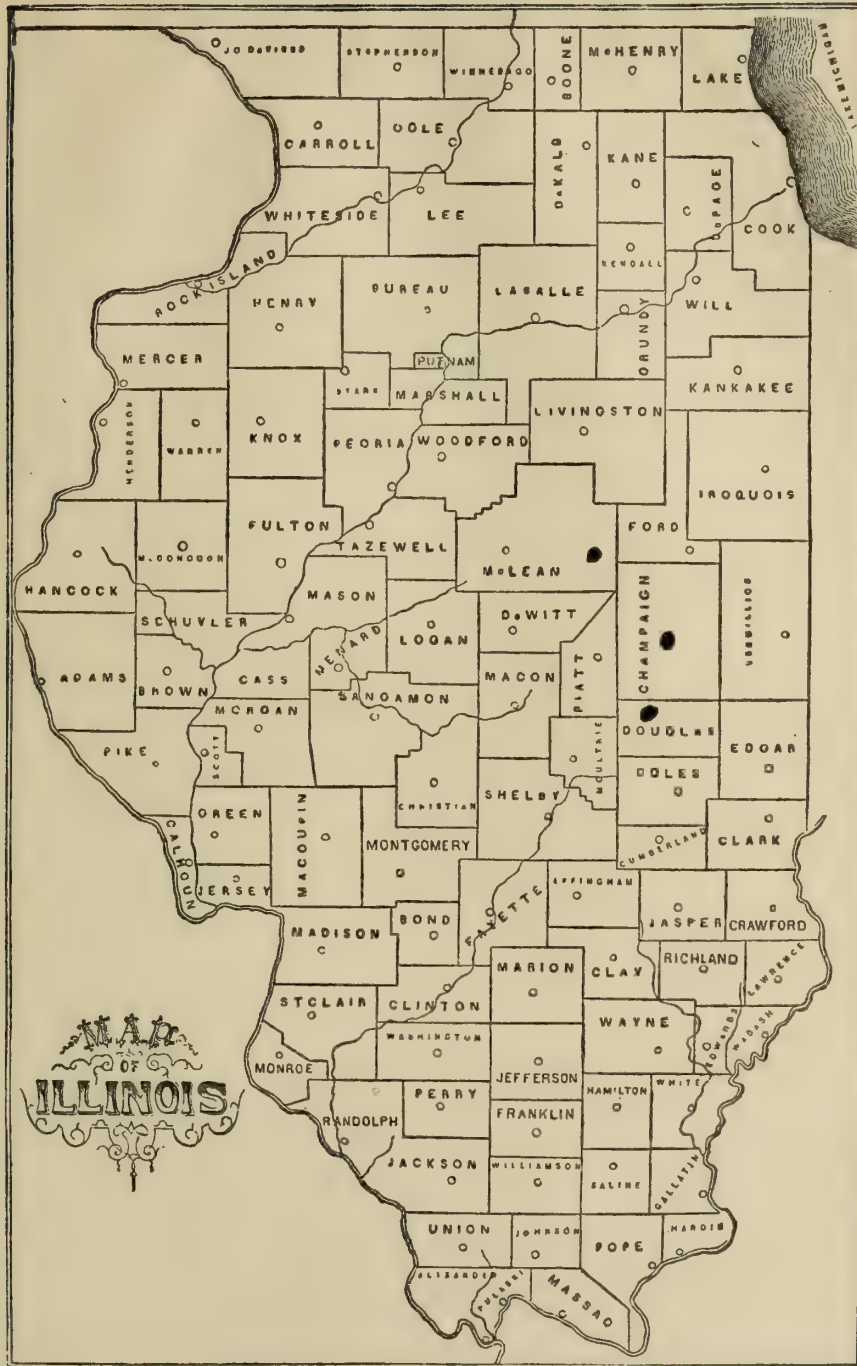 JO DAVIESS
STEPHENSON
WINNEBAGO
BOONE
McHENRY
LAKE
LAKE MICHIGAN
CARROLL
OGLE
DeKALB
KANE
DuPAGE
COOK
WHITESIDE
LEE
KENDALL
ROCK ISLAND
HENRY
BUREAU
LASALLE
GRUNDY
WILL
MERCER
PUTNAM
STARK
MARSHALL
KANKAKEE
LIVINGSTON
HENDERSON
WARREN
KNOX
PEORIA
WOODFORD
IROQUOIS
FORD
FULTON
TAZEWELL
McLEAN
HANCOCK
McDONOUGH
MASON
CHAMPAIGN
VERMILLION
SCHUYLER
LOGAN
DeWITT
MENARD
PIATT
ADAMS
BROWN
CASS
SANGAMON
MACON
MORGAN
PIKE
SCOTT
DOUGLAS
EDGAR
MOULTRIE
COLES
CHRISTIAN
SHELBY
GREEN
MACOUPIN
CALHOUN
MONTGOMERY
CUMBERLAND
CLARK
JERSEY
EFFINGHAM
FAYETTE
BOND
MADISON
JASPER
CRAWFORD
MARION
CLAY
RICHLAND
LAWRENCE
ST CLAIR
CLINTON
WAYNE
EDWARDS
WABASH
WASHINGTON
MONROE
JEFFERSON
MAP
OF
ILLINOIS
PERRY
HAMILTON
WHITE
RANDOLPH
FRANKLIN
JACKSON
WILLIAMSON
SALINE
GALLATIN
UNION
JOHNSON
POPE
HARDIN
ALEXANDER
PULASKI
MASSAC